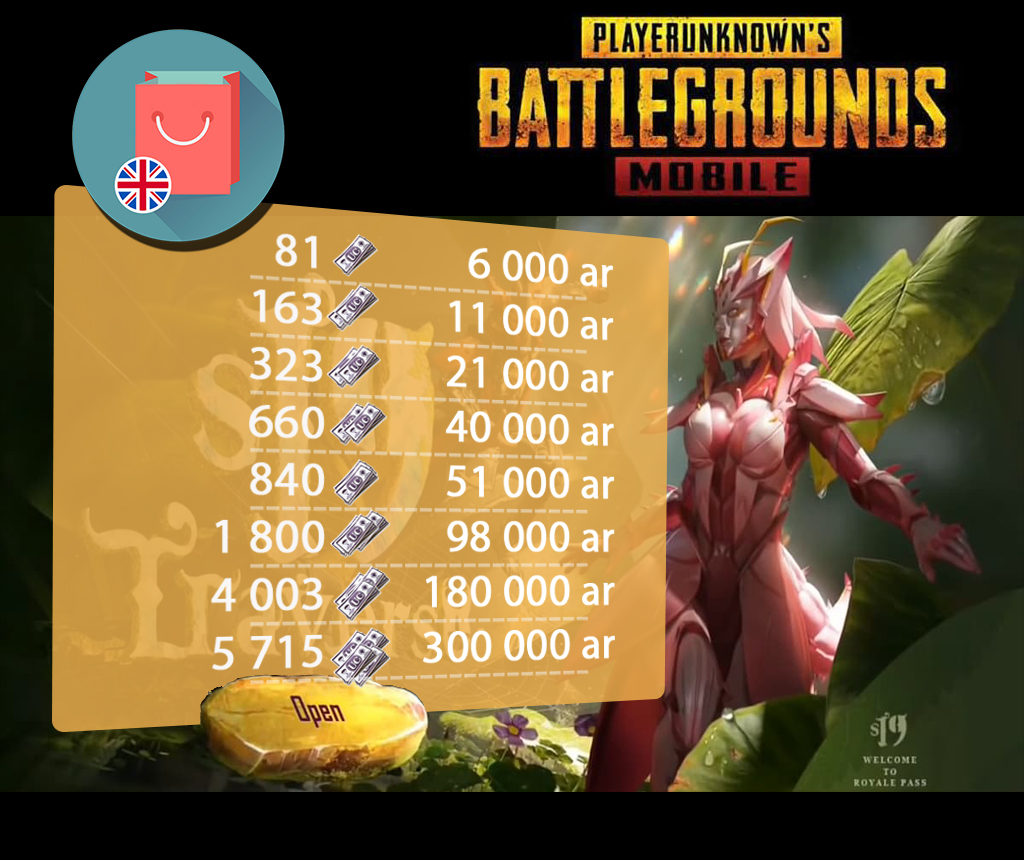 PLAYERUNKNOWN'S
BATTLEGROUNDS
MOBILE
81 6 000 ar
163 11 000 ar
323 21 000 ar
660 40 000 ar
840 51 000 ar
1 800 98 000 ar
4 003 180 000 ar
5 715 300 000 ar
Open
S19
WELCOME
TO
ROYALE PASS